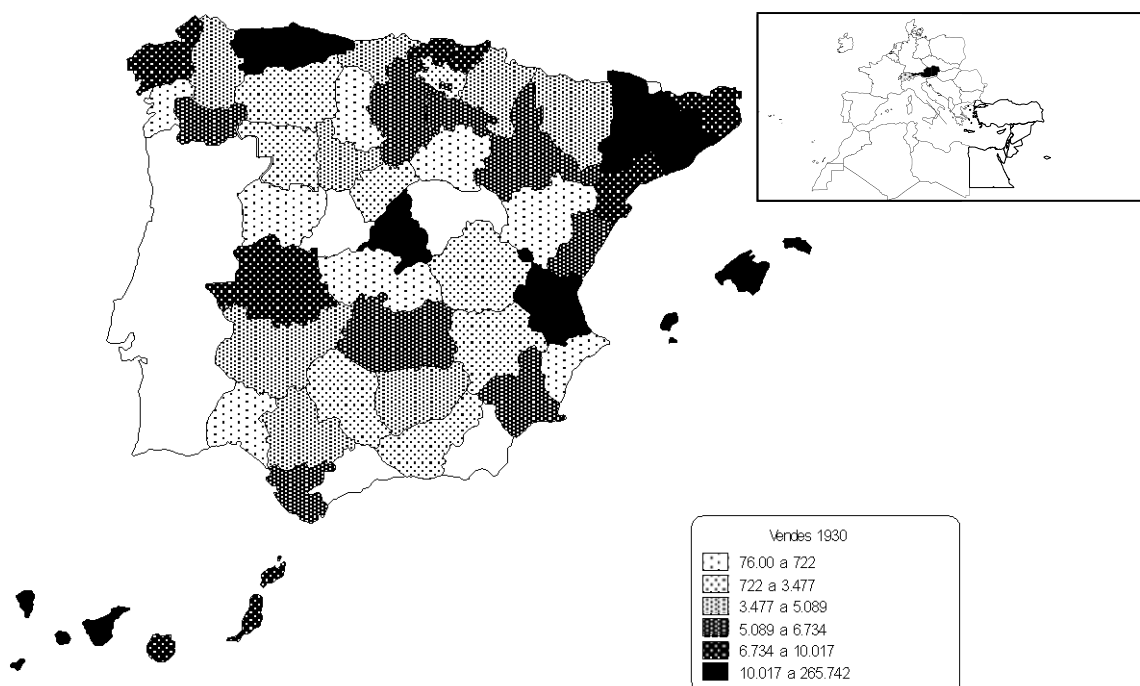 Vendes 1930
76.00 a 722
722 a 3.477
3.477 a 5.089
5.089 a 6.734
6.734 a 10.017
10.017 a 265.742